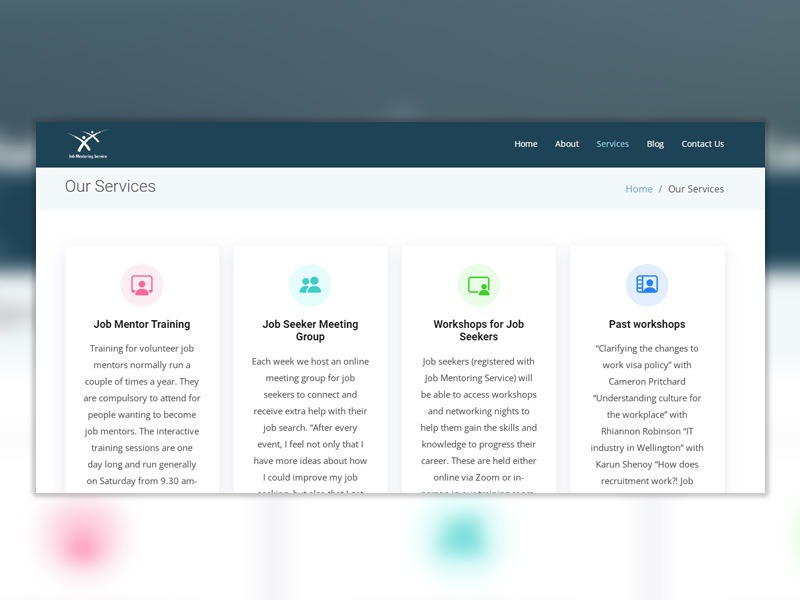 Job Mentoring Service
Home
About
Services
Blog
Contact Us
Our Services
Home / Our Services
Job Mentor Training
Training for volunteer job
mentors normally run a
couple of times a year. They
are compulsory to attend for
people wanting to become
job mentors. The interactive
training sessions are one
day long and run generally
on Saturday from 9.30 am-
Job Seeker Meeting
Group
Each week we host an online
meeting group for job
seekers to connect and
receive extra help with their
job search. “After every
event, I feel not only that I
have more ideas about how
I could improve my job
Workshops for Job
Seekers
Job seekers (registered with
Job Mentoring Service) will
be able to access workshops
and networking nights to
help them gain the skills and
knowledge to progress their
career. These are held either
online via Zoom or in-
Past workshops
“Clarifying the changes to
work visa policy” with
Cameron Pritchard
“Understanding culture for
the workplace” with
Rhiannon Robinson “IT
industry in Wellington” with
Karun Shenoy “How does
recruitment work?! Job